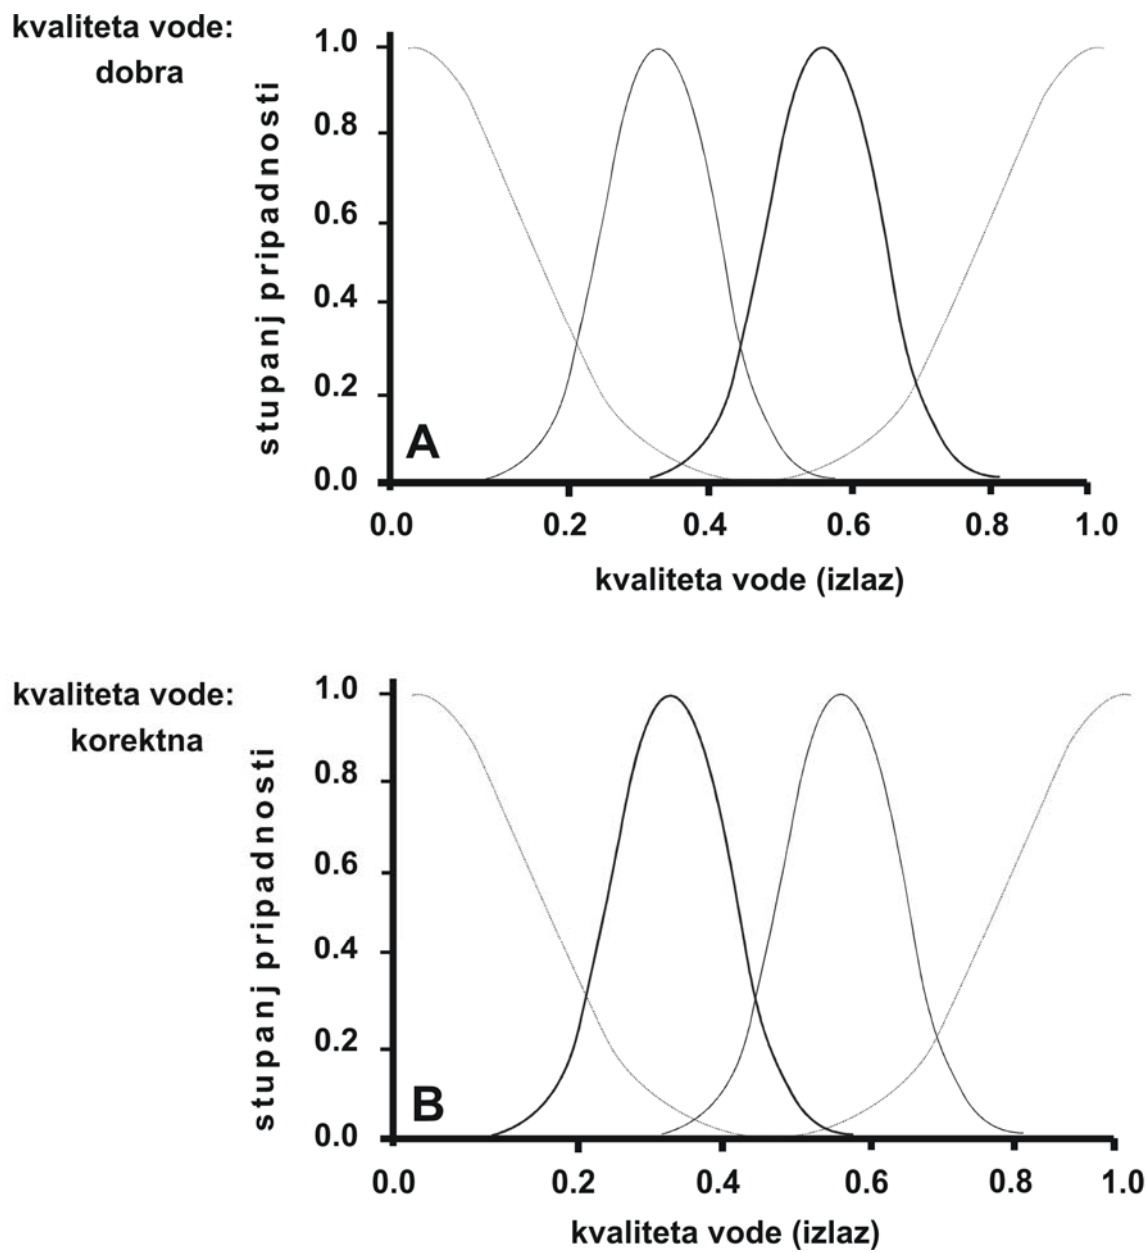 kvaliteta vode:
dobra
stupanj pripadnosti
1.0
0.8
0.6
0.4
0.2
0.0
A
0.0 0.2 0.4 0.6 0.8 1.0
kvaliteta vode (izlaz)
kvaliteta vode:
korektna
stupanj pripadnosti
1.0
0.8
0.6
0.4
0.2
0.0
B
0.0 0.2 0.4 0.6 0.8 1.0
kvaliteta vode (izlaz)